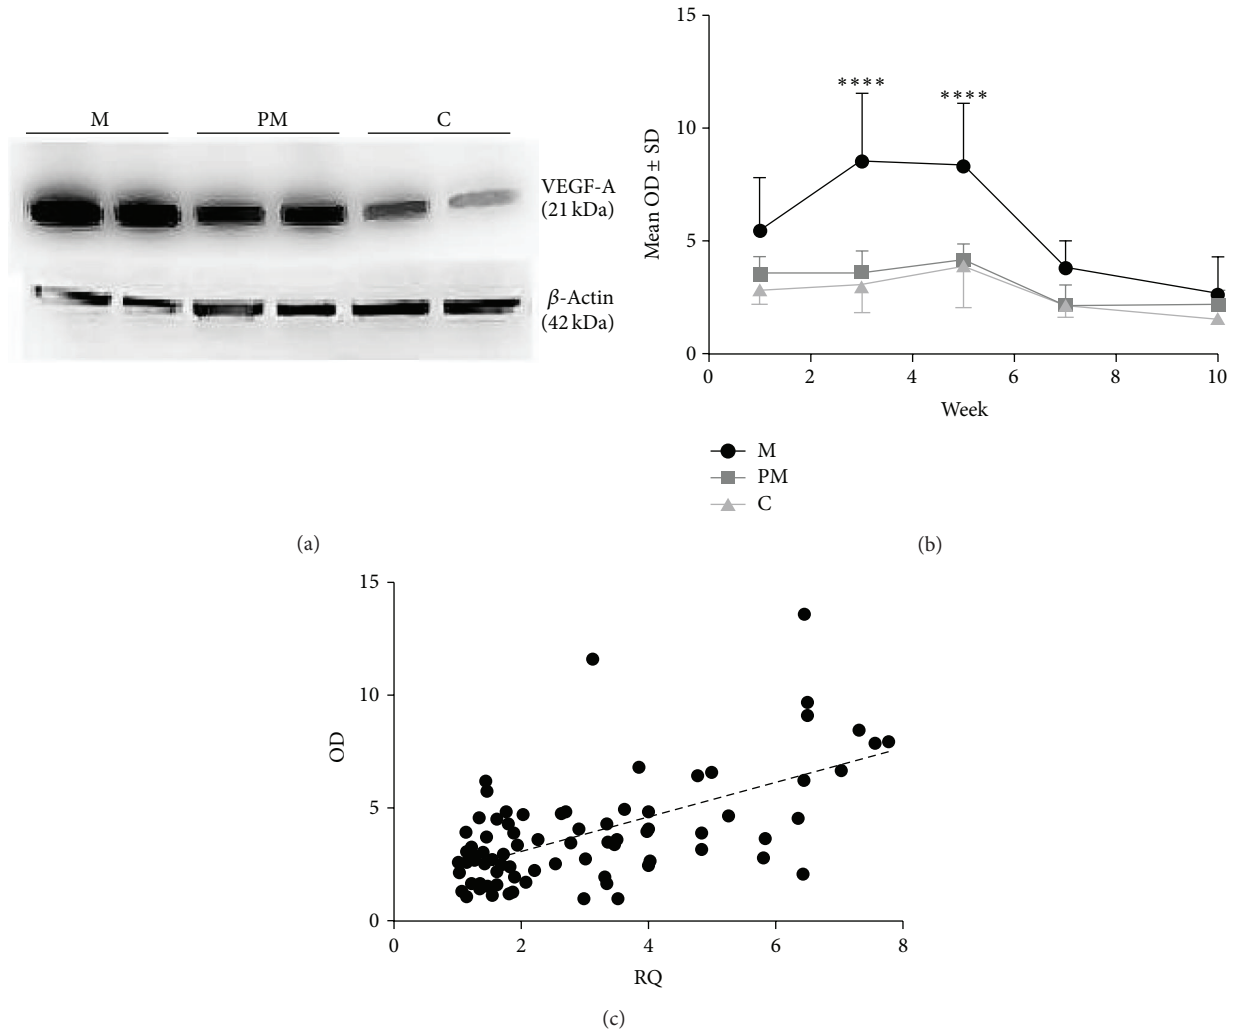 M PM C
VEGF-A
(21 kDa)
β-Actin
(42 kDa)
(a)
15
10
5
0
Mean OD ± SD
****
****
0 2 4 6 8 10
Week
M
PM
C
(b)
15
10
5
0
OD
0 2 4 6 8
RQ
(c)